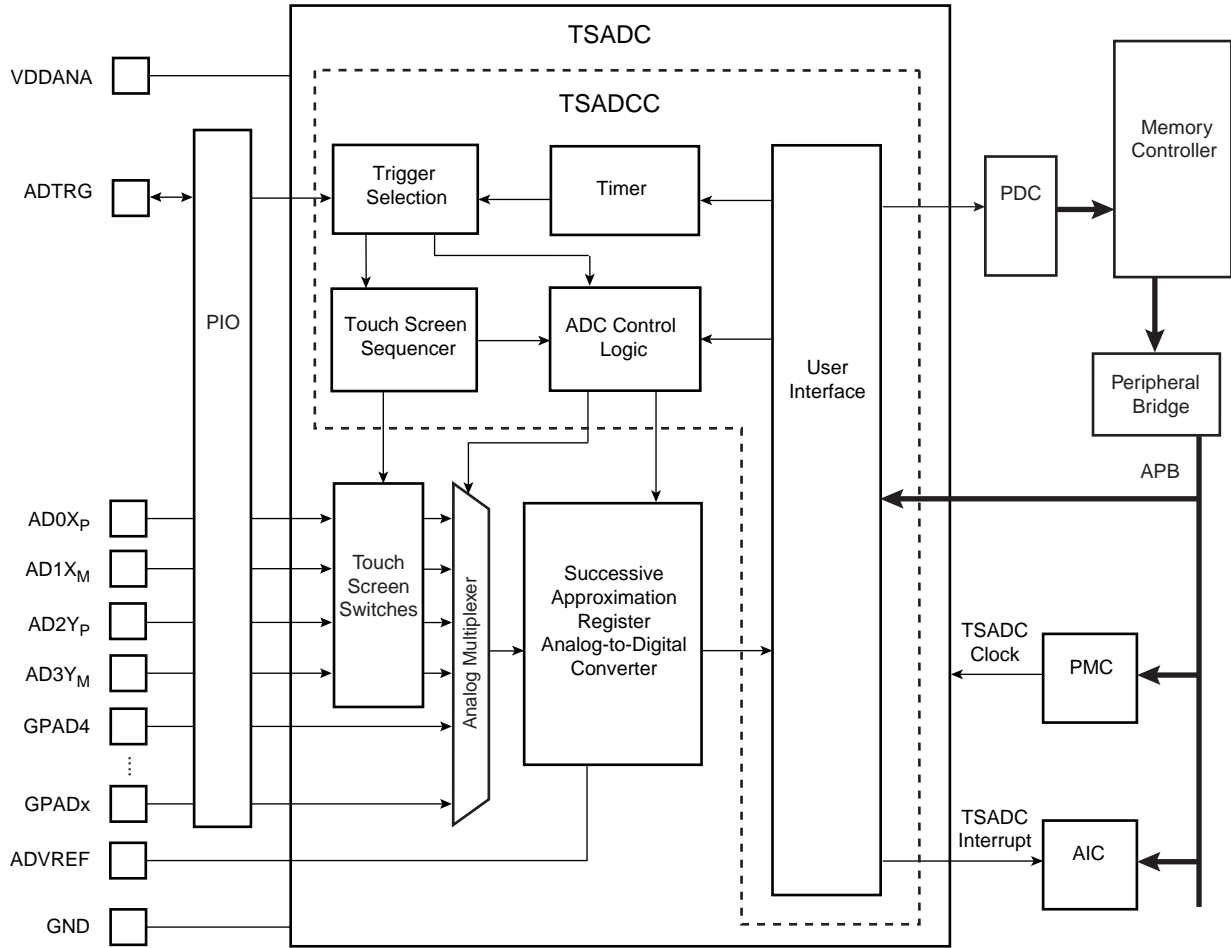 TSADC
VDDANA
TSADCC
Memory
Controller
Trigger
Selection
Timer
PDC
ADTRG
PIO
Touch Screen
Sequencer
ADC Control
Logic
User
Interface
Peripheral
Bridge
APB
AD0XP
AD1XM
AD2YP
AD3YM
GPAD4
GPADx
Touch
Screen
Switches
Analog Multiplexer
Successive
Approximation
Register
Analog-to-Digital
Converter
TSADC
Clock
PMC
TSADC
Interrupt
AIC
ADVREF
GND